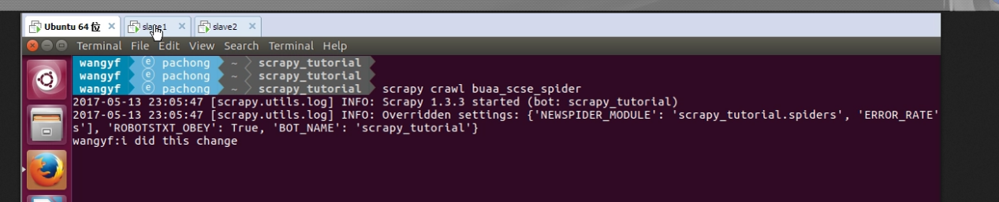 Ubuntu 64 位 slave1 slave2
Terminal File Edit View Search Terminal Help
wangyf ⓔ pachong ~ scrapy_tutorial
wangyf ⓔ pachong ~ scrapy_tutorial
wangyf ⓔ pachong ~ scrapy_tutorial scrapy crawl buaa_scse_spider
2017-05-13 23:05:47 [scrapy.utils.log] INFO: Scrapy 1.3.3 started (bot: scrapy_tutorial)
2017-05-13 23:05:47 [scrapy.utils.log] INFO: Overridden settings: {'NEWSPIDER_MODULE': 'scrapy_tutorial.spiders', 'ERROR_RATE'
s'], 'ROBOTSTXT_OBEY': True, 'BOT_NAME': 'scrapy_tutorial'}
wangyf:i did this change